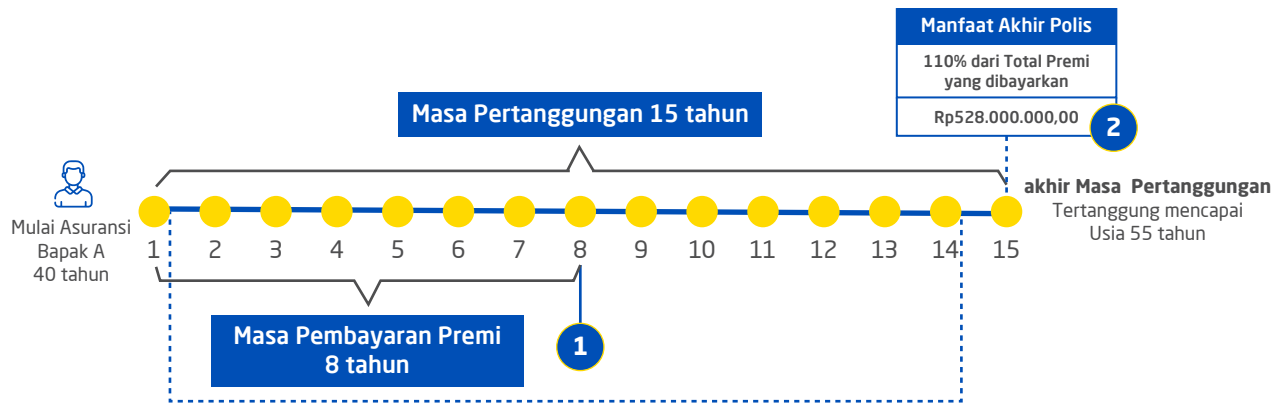 Manfaat Akhir Polis
110% dari Total Premi
yang dibayarkan
Rp528.000.000,00
2
Masa Pertanggungan 15 tahun
Mulai Asuransi
Bapak A
40 tahun
akhir Masa Pertanggungan
Tertanggung mencapai
Usia 55 tahun
1 2 3 4 5 6 7 8 9 10 11 12 13 14 15
Masa Pembayaran Premi
8 tahun
1